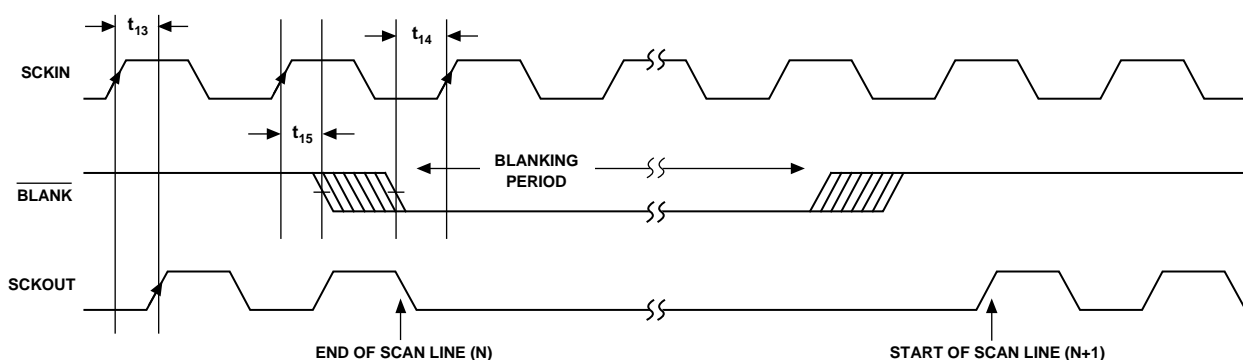 t13
t14
SCKIN
t15
BLANKING
PERIOD
BLANK
SCKOUT
END OF SCAN LINE (N)
START OF SCAN LINE (N+1)